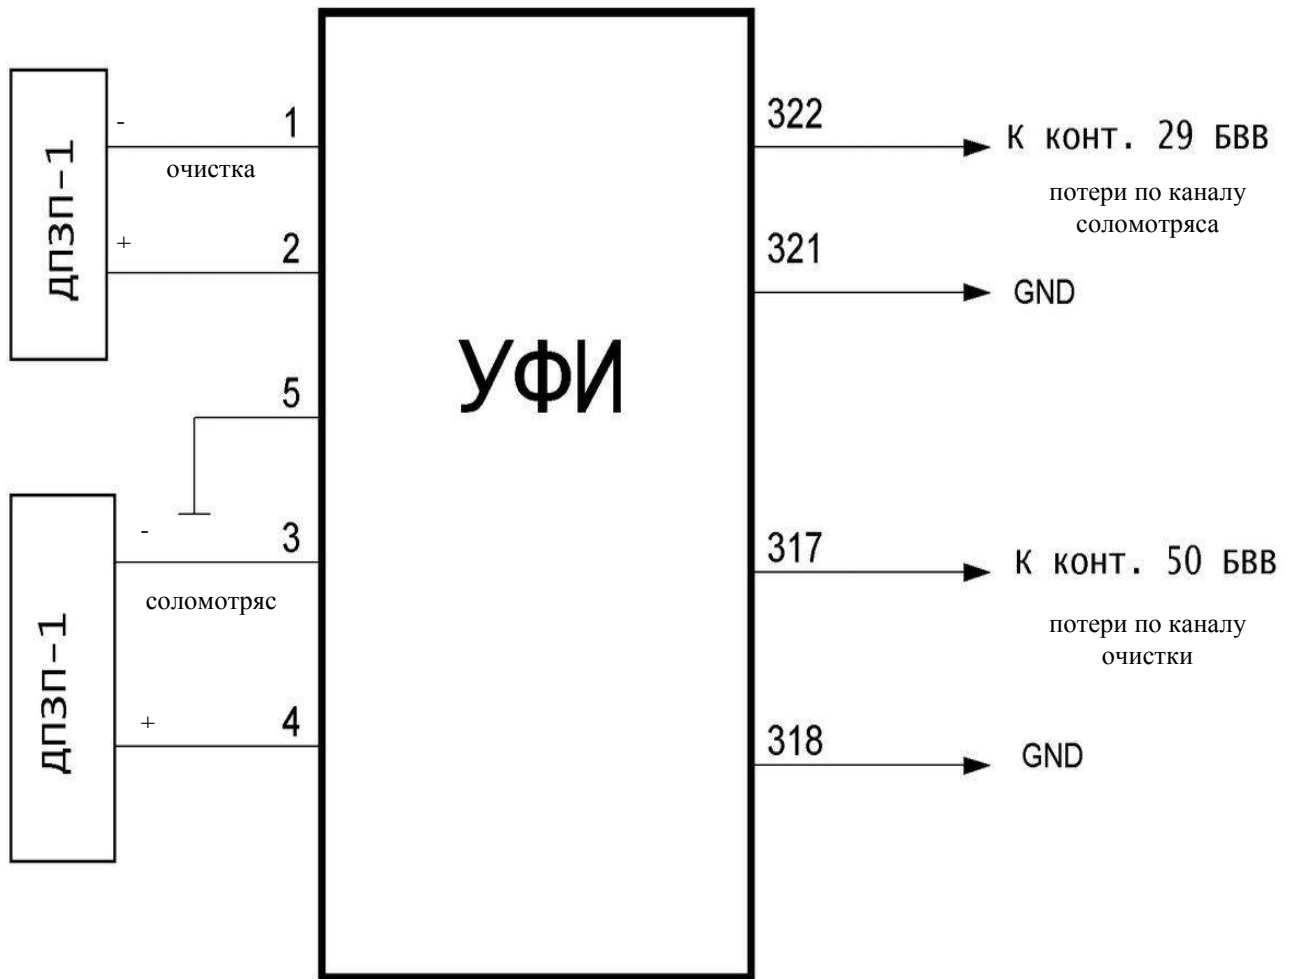 ДПЗП-1
-
1
очистка
+
2
5
ДПЗП-1
-
3
соломотряс
+
4
УФИ
322
К конт. 29 БВВ
потери по каналу
соломотряса
321
GND
317
К конт. 50 БВВ
потери по каналу
очистки
318
GND